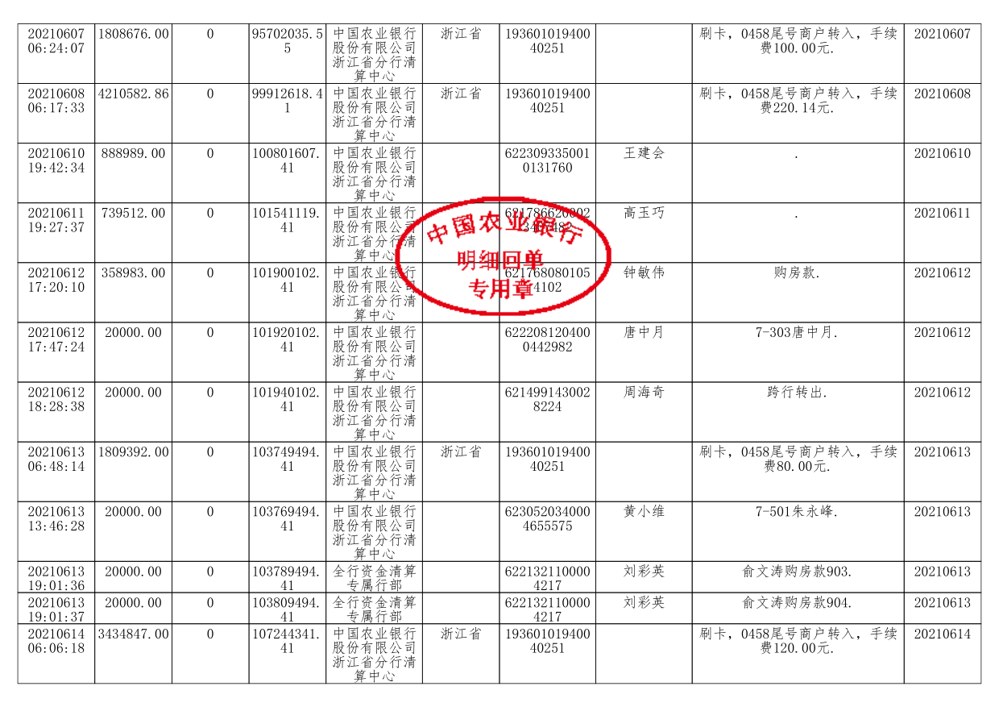 20210607
06:24:07
1808676.00
0
95702035.5
5
中国农业银行
股份有限公司
浙江省分行清
算中心
浙江省
193601019400
40251
刷卡，0458尾号商户转入，手续
费100.00元.
20210607
20210608
06:17:33
4210582.86
0
99912618.4
1
中国农业银行
股份有限公司
浙江省分行清
算中心
浙江省
193601019400
40251
刷卡，0458尾号商户转入，手续
费220.14元.
20210608
20210610
19:42:34
888989.00
0
100801607.
41
中国农业银行
股份有限公司
浙江省分行清
算中心
622309335001
0131760
王建会
.
20210610
20210611
19:27:37
739512.00
0
101541119.
41
中国农业银行
股份有限公司
浙江省分行清
算中心
621786620002
高玉巧
.
20210611
中国农业银行
明细回单
专用章
20210612
17:20:10
358983.00
0
101900102.
41
中国农业银行
股份有限公司
浙江省分行清
算中心
621768080105
4102
钟敏伟
购房款.
20210612
20210612
17:47:24
20000.00
0
101920102.
41
中国农业银行
股份有限公司
浙江省分行清
算中心
622208120400
0442982
唐中月
7-303唐中月.
20210612
20210612
18:28:38
20000.00
0
101940102.
41
中国农业银行
股份有限公司
浙江省分行清
算中心
621499143002
8224
周海奇
跨行转出.
20210612
20210613
06:48:14
1809392.00
0
103749494.
41
中国农业银行
股份有限公司
浙江省分行清
算中心
浙江省
193601019400
40251
刷卡，0458尾号商户转入，手续
费80.00元.
20210613
20210613
13:46:28
20000.00
0
103769494.
41
中国农业银行
股份有限公司
浙江省分行清
算中心
623052034000
4655575
黄小维
7-501朱永峰.
20210613
20210613
19:01:36
20000.00
0
103789494.
41
全行资金清算
专属行部
622132110000
4217
刘彩英
俞文涛购房款903.
20210613
20210613
19:01:37
20000.00
0
103809494.
41
全行资金清算
专属行部
622132110000
4217
刘彩英
俞文涛购房款904.
20210613
20210614
06:06:18
3434847.00
0
107244341.
41
中国农业银行
股份有限公司
浙江省分行清
算中心
浙江省
193601019400
40251
刷卡，0458尾号商户转入，手续
费120.00元.
20210614